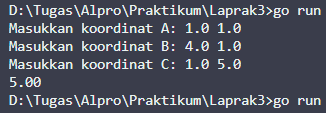 D:\Tugas\Alpro\Praktikum\Laprak3>go run
Masukkan koordinat A: 1.0 1.0
Masukkan koordinat B: 4.0 1.0
Masukkan koordinat C: 1.0 5.0
5.00
D:\Tugas\Alpro\Praktikum\Laprak3>go run